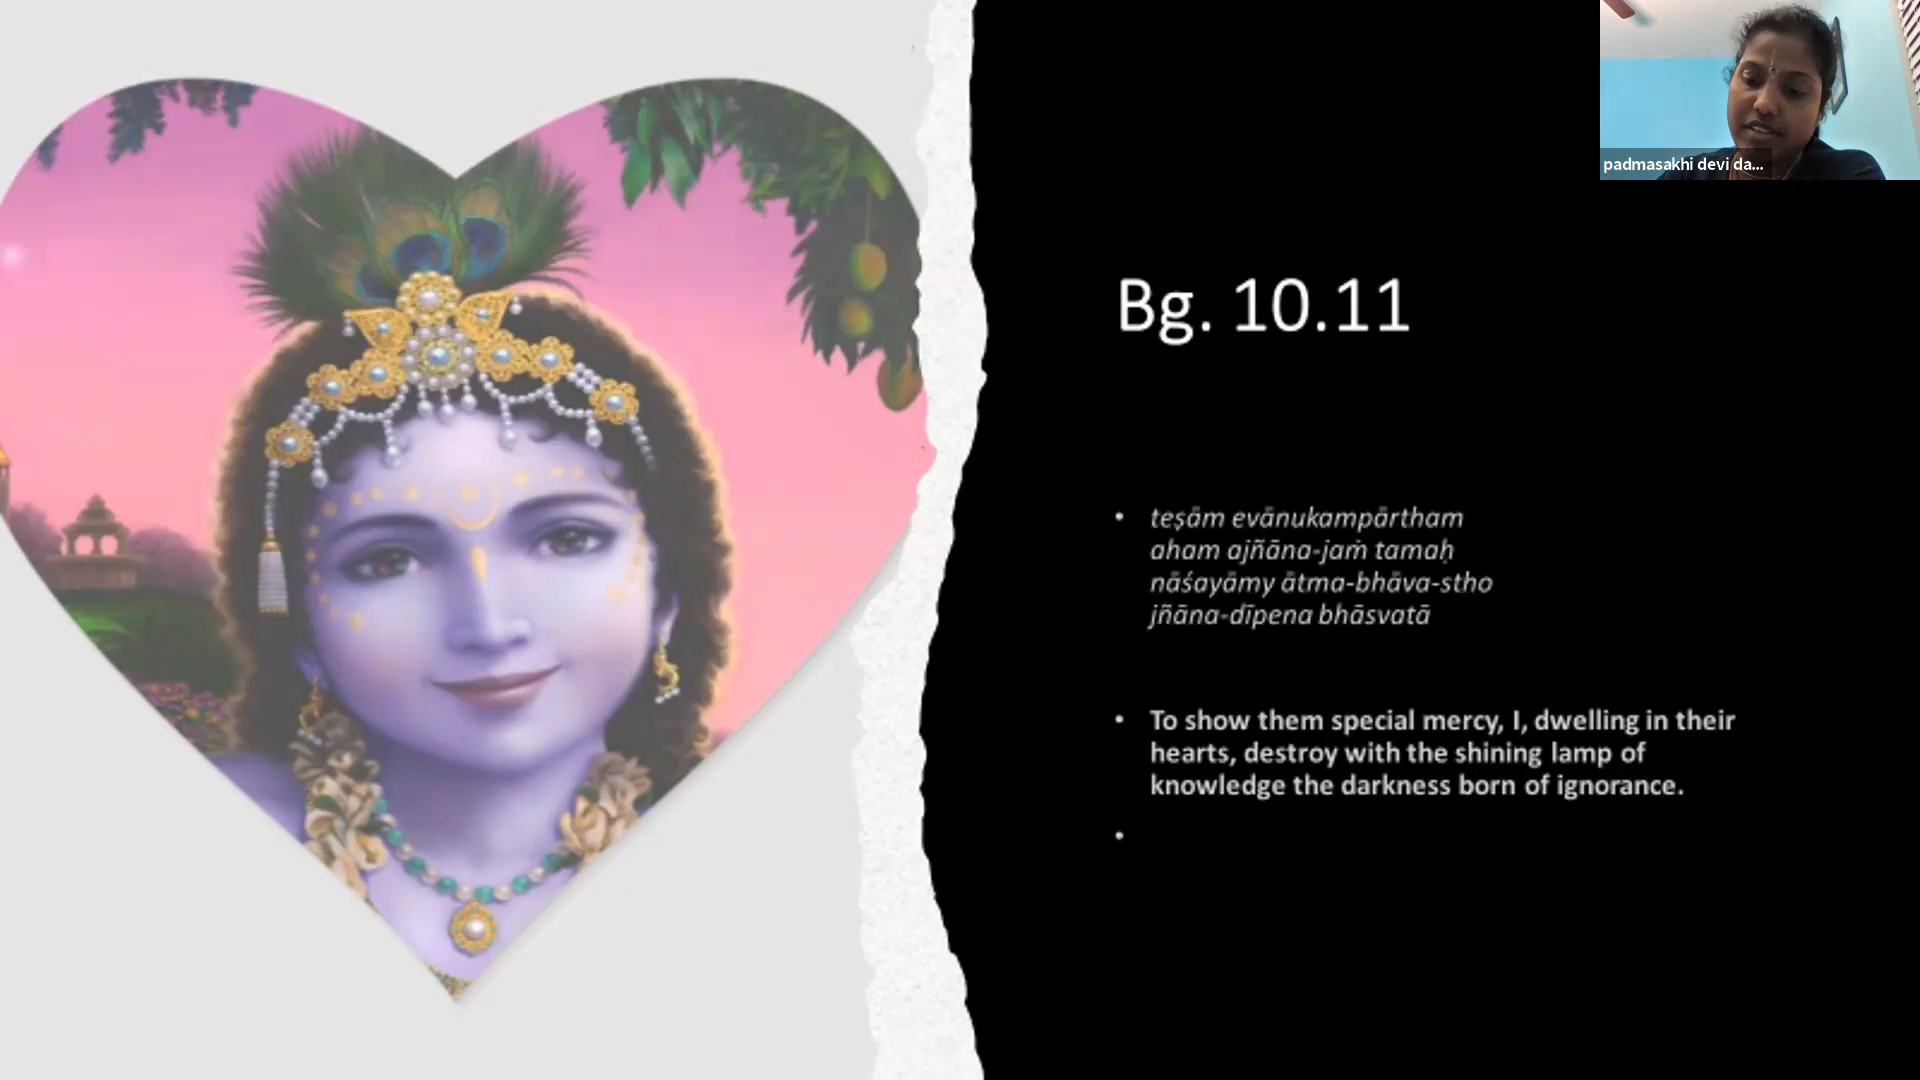 padmasakhi devi da...
Bg. 10.11
• teṣām evānukampārtham
aham ajñāna-jaṁ tamaḥ
nāśayāmy ātma-bhāva-stho
jñāna-dīpena bhāsvatā
• To show them special mercy, I, dwelling in their
hearts, destroy with the shining lamp of
knowledge the darkness born of ignorance.
•